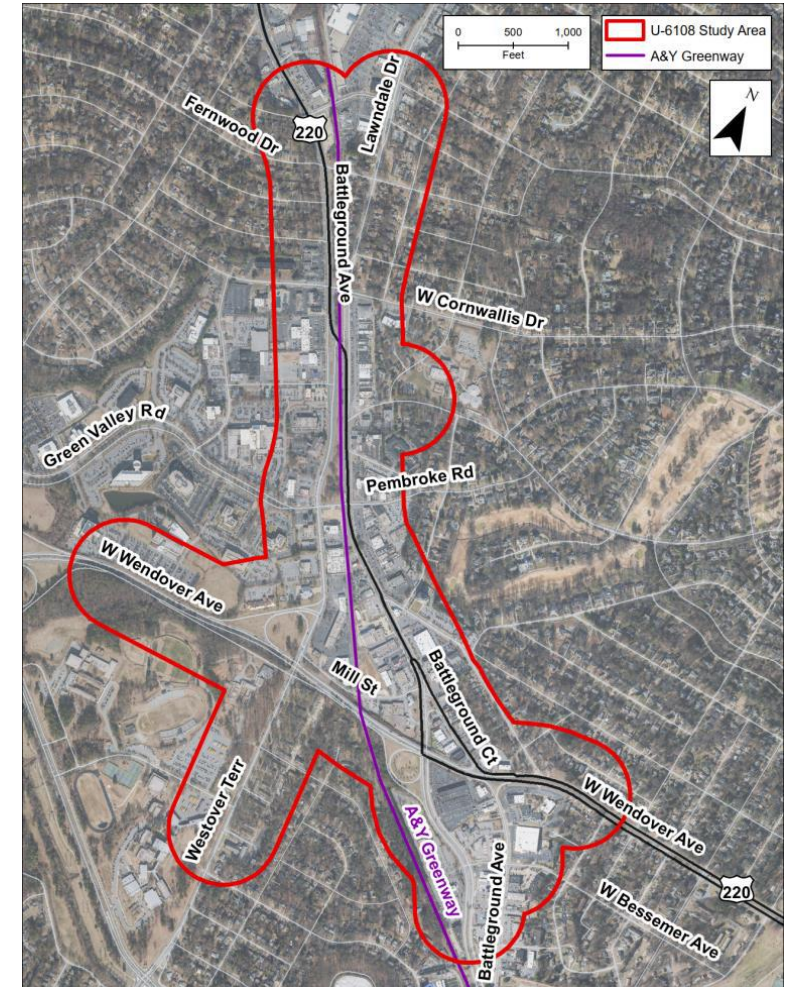 0 500 1,000
Feet
U-6108 Study Area
A&Y Greenway
N
Fernwood Dr
220
Lawndale Dr
Battleground Ave
W Cornwallis Dr
Green Valley Rd
Pembroke Rd
W Wendover Ave
Mill St
Battleground Ct
Westover Terr
W Wendover Ave
A&Y Greenway
Battleground Ave
220
W Bessemer Ave